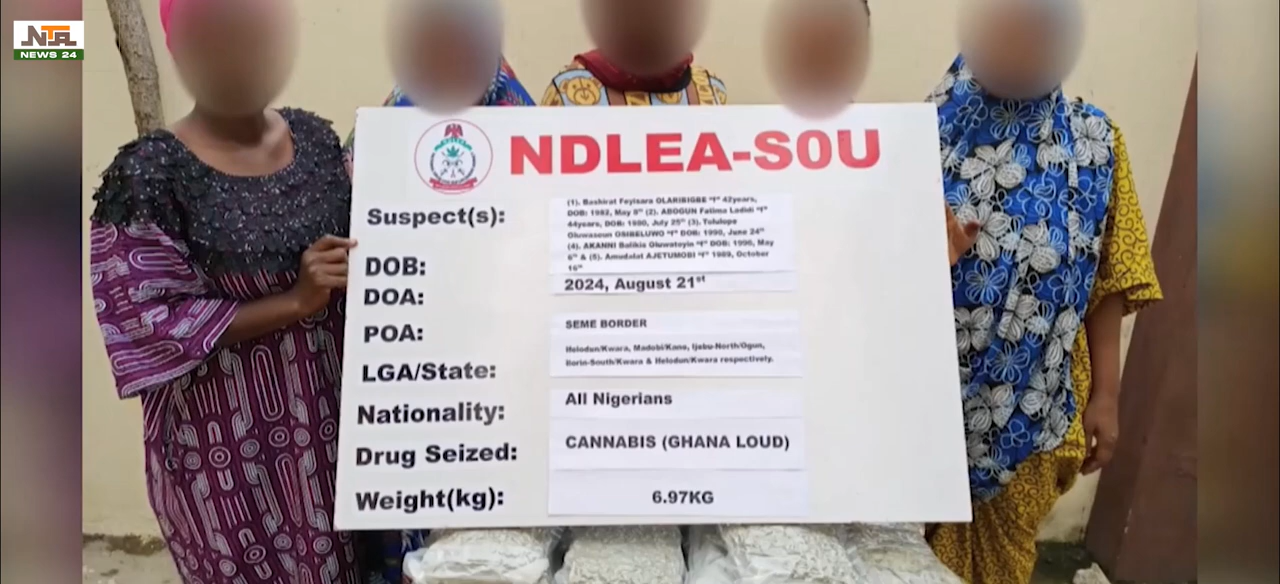 NTA
NEWS 24
NDLEA-S0U
Suspect(s):
(1). Bashirat Feyisara OLARIBIGBE "f" 42years,
DOB: 1982, May 8th (2). ABOGUN Fatima Ladidi "f"
44years, DOB: 1980, July 25th (3). Tolulope
Oluwaseun OSIBELUWO "f" DOB: 1990, June 24th
(4). AKANNI Balikis Oluwatoyin "f" DOB: 1990, May
6th & (5). Amudalat AJETUMOBI "f" 1989, October
16th
DOB:
DOA:
2024, August 21st
POA:
SEME BORDER
LGA/State:
Ifelodun/Kwara, Madobi/Kano, Ijebu-North/Ogun,
Ilorin-South/Kwara & Ifelodun/Kwara respectively.
Nationality:
All Nigerians
Drug Seized:
CANNABIS (GHANA LOUD)
Weight(kg):
6.97KG